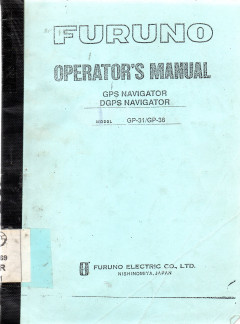 FURUNO
OPERATOR'S MANUAL
GPS NAVIGATOR
DGPS NAVIGATOR
MODEL GP-31/GP-36
FURUNO ELECTRIC CO., LTD.
NISHINOMIYA, JAPAN
R